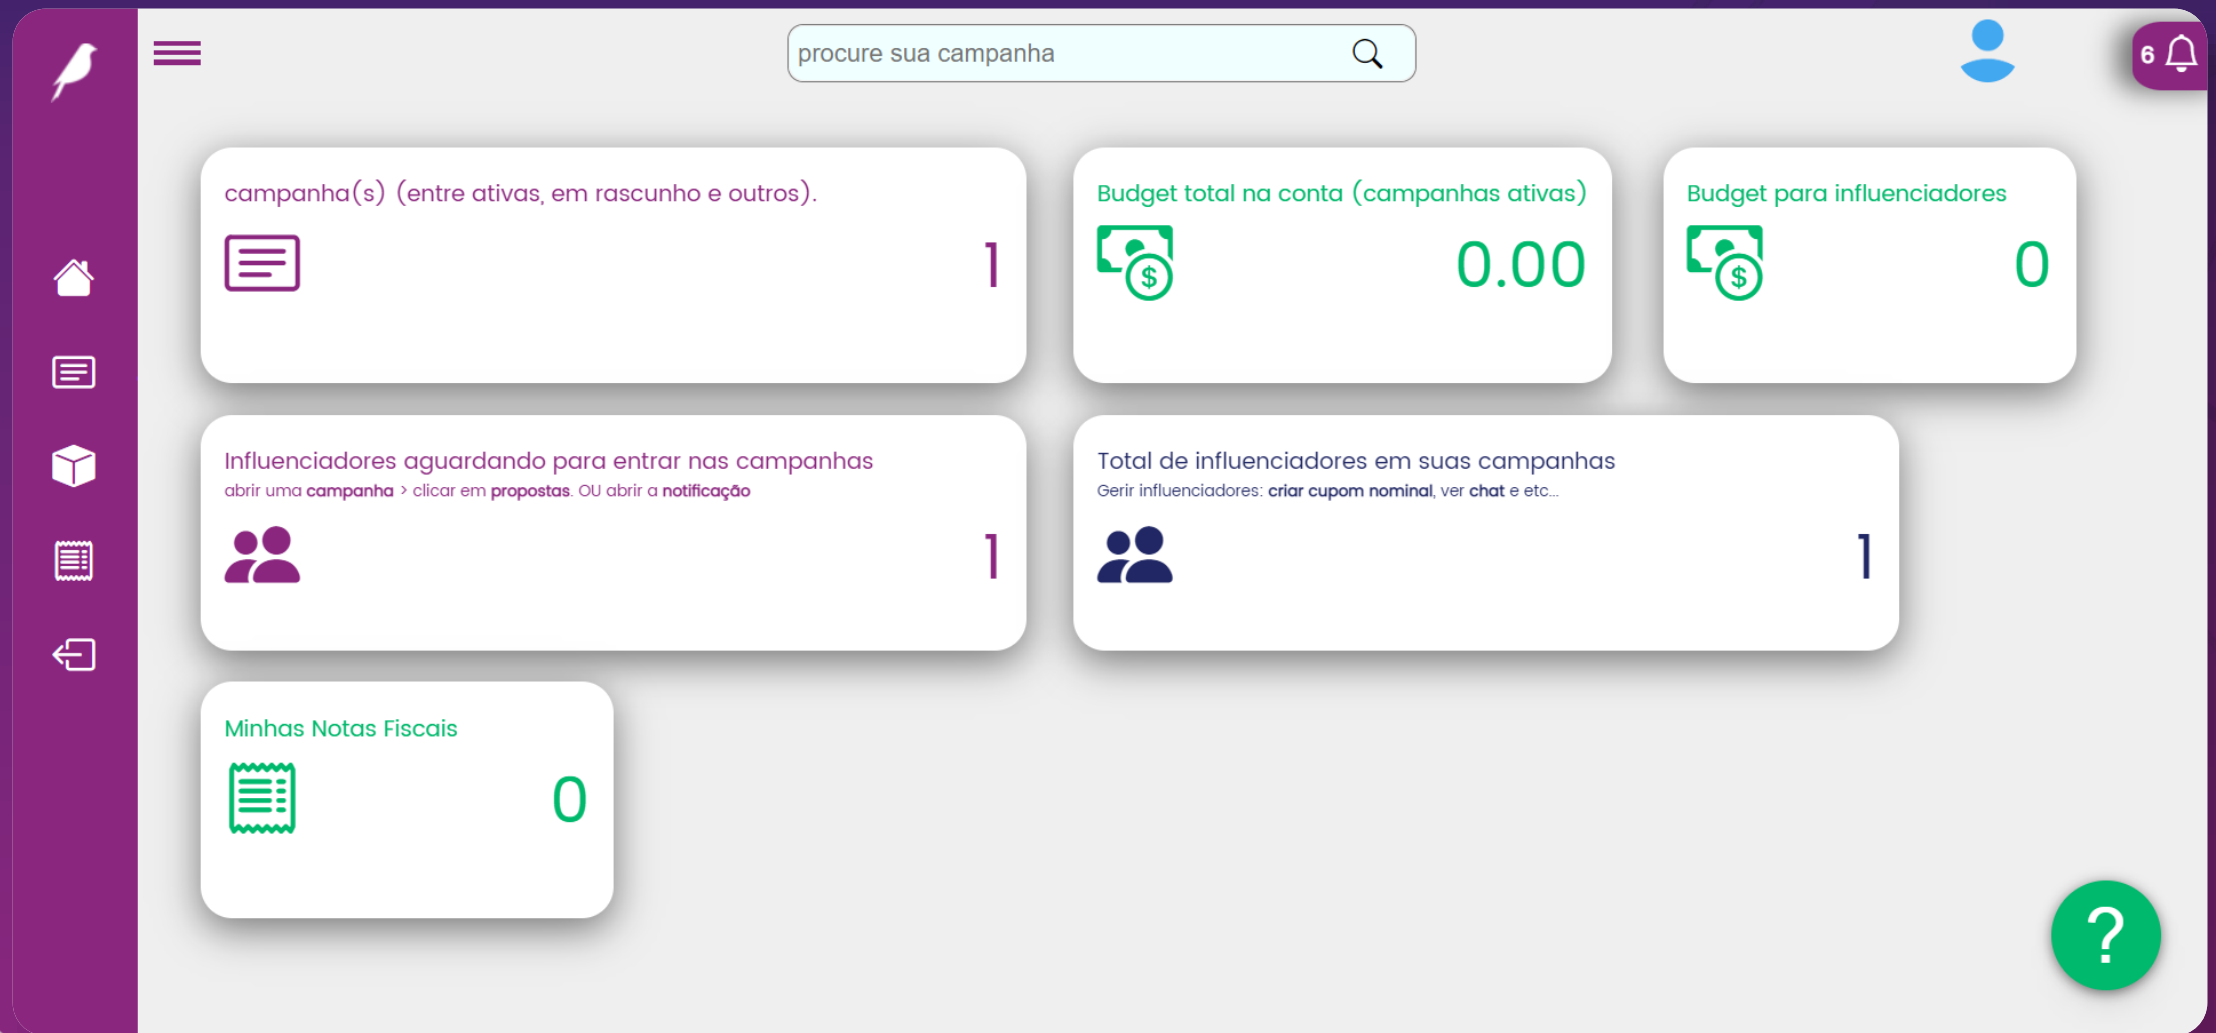 procure sua campanha
6
campanha(s) (entre ativas, em rascunho e outros).
1
Budget total na conta (campanhas ativas)
$
0.00
Budget para influenciadores
$
0
Influenciadores aguardando para entrar nas campanhas
abrir uma campanha > clicar em propostas. OU abrir a notificação
1
Total de influenciadores em suas campanhas
Gerir influenciadores: criar cupom nominal, ver chat e etc...
1
Minhas Notas Fiscais
0
?